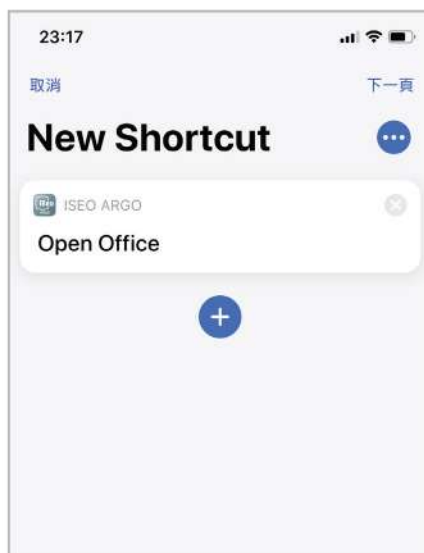 23:17
取消
下一頁
New Shortcut
ISEO ARGO
Open Office